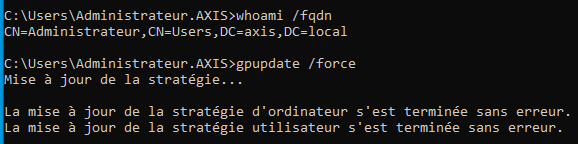 C:\Users\Administrateur.AXIS>whoami /fqdn
CN=Administrateur,CN=Users,DC=axis,DC=local
C:\Users\Administrateur.AXIS>gpupdate /force
Mise à jour de la stratégie...
La mise à jour de la stratégie d'ordinateur s'est terminée sans erreur.
La mise à jour de la stratégie utilisateur s'est terminée sans erreur.